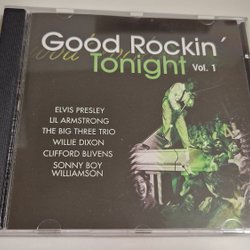 Good Rockin'
Tonight Vol. 1
ELVIS PRESLEY
LIL ARMSTRONG
THE BIG THREE TRIO
WILLIE DIXON
CLIFFORD BLIVENS
SONNY BOY
WILLIAMSON